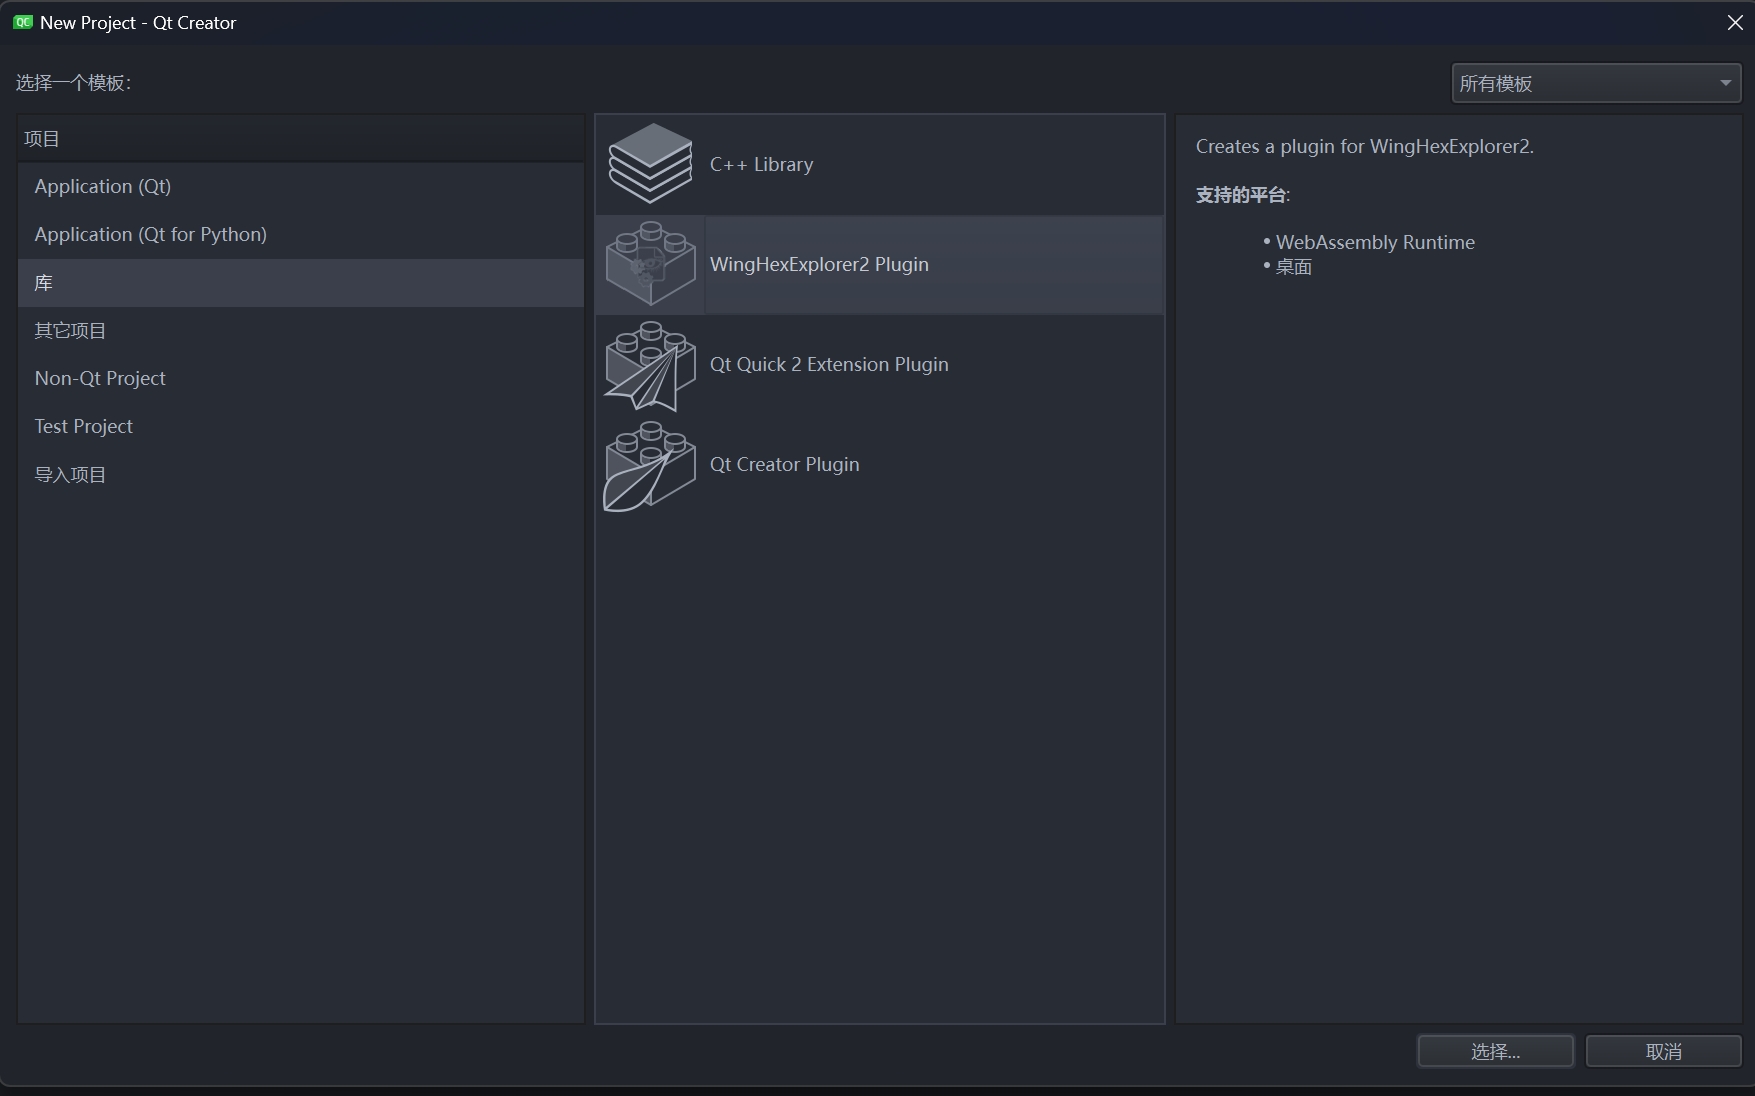 QC New Project - Qt Creator
选择一个模板：
所有模板
项目
Application (Qt)
Application (Qt for Python)
库
其它项目
Non-Qt Project
Test Project
导入项目
C++ Library
WingHexExplorer2 Plugin
Qt Quick 2 Extension Plugin
Qt Creator Plugin
Creates a plugin for WingHexExplorer2.
支持的平台:
• WebAssembly Runtime
• 桌面
选择...
取消